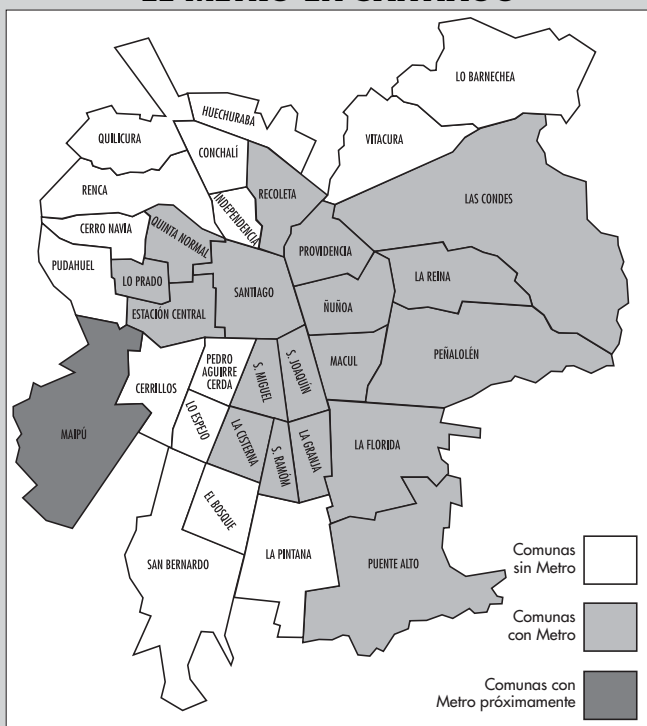 EL METRO EN SANTIAGO
LO BARNECHEA
HUECHURABA
QUILICURA
CONCHALÍ
VITACURA
RENCA
INDEPENDENCIA
RECOLETA
LAS CONDES
CERRO NAVIA
QUINTA NORMAL
PROVIDENCIA
PUDAHUEL
LO PRADO
LA REINA
SANTIAGO
ÑUÑOA
ESTACIÓN CENTRAL
PEÑALOLÉN
MACUL
PEDRO
AGUIRRE
CERDA
S. MIGUEL
S. JOAQUÍN
CERRILLOS
MAIPÚ
LO ESPEJO
LA CISTERNA
S. RAMÓM
LA GRANJA
LA FLORIDA
EL BOSQUE
SAN BERNARDO
LA PINTANA
PUENTE ALTO
Comunas
sin Metro
Comunas
con Metro
Comunas con
Metro próximamente